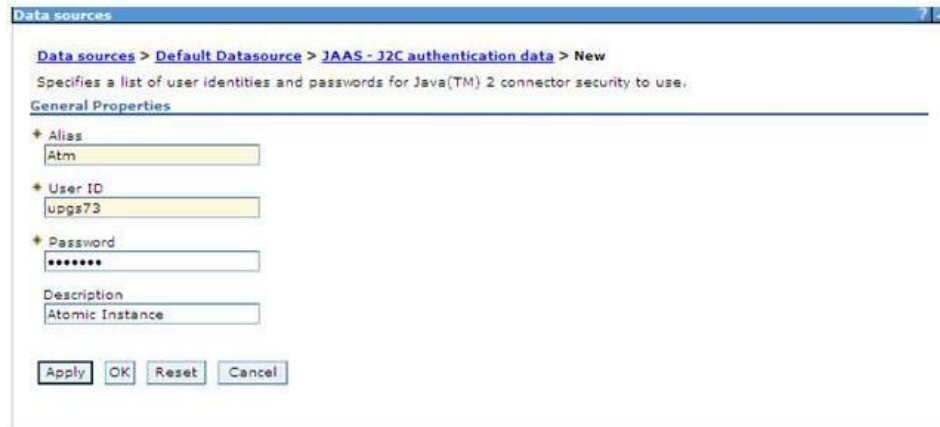 Data sources ? -
Data sources > Default Datasource > JAAS - J2C authentication data > New
Specifies a list of user identities and passwords for Java(TM) 2 connector security to use.
General Properties
Alias
Atm
User ID
upgs73
Password
•••••••
Description
Atomic Instance
Apply OK Reset Cancel